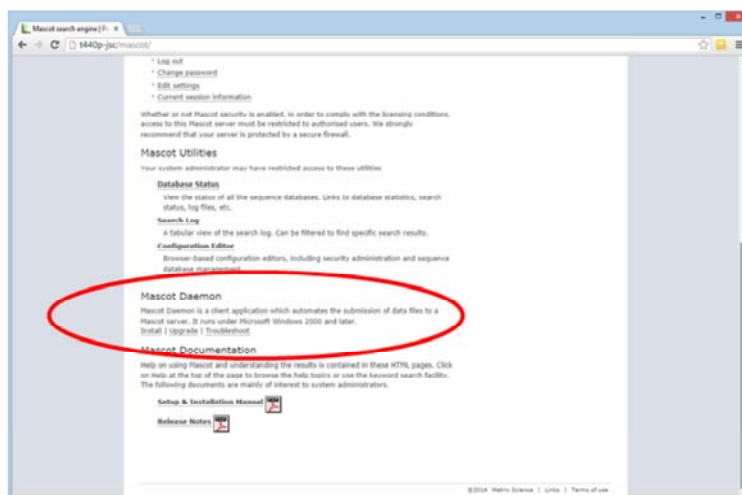 Mascot search engine | F
t440p-jsc/mascot/
Log out
Change password
Edit settings
Current session information
Whether or not Mascot security is enabled, in order to comply with the licensing conditions,
access to this Mascot server must be restricted to authorised users. We strongly
recommend that your server is protected by a secure firewall.
Mascot Utilities
Your system administrator may have restricted access to these utilities
Database Status
View the status of all the sequence databases. Links to database statistics, search
status, log files, etc.
Search Log
A tabular view of the search log. Can be filtered to find specific search results.
Configuration Editor
Browser-based configuration editors, including security administration and sequence
database management.
Mascot Daemon
Mascot Daemon is a client application which automates the submission of data files to a
Mascot server. It runs under Microsoft Windows 2000 and later.
Install | Upgrade | Troubleshoot
Mascot Documentation
Help on using Mascot and understanding the results is contained in these HTML pages. Click
on Help at the top of the page to browse the help topics or use the keyword search facility.
The following documents are mainly of interest to system administrators.
Setup & Installation Manual
Release Notes
©2014 Matrix Science | Links | Terms of use